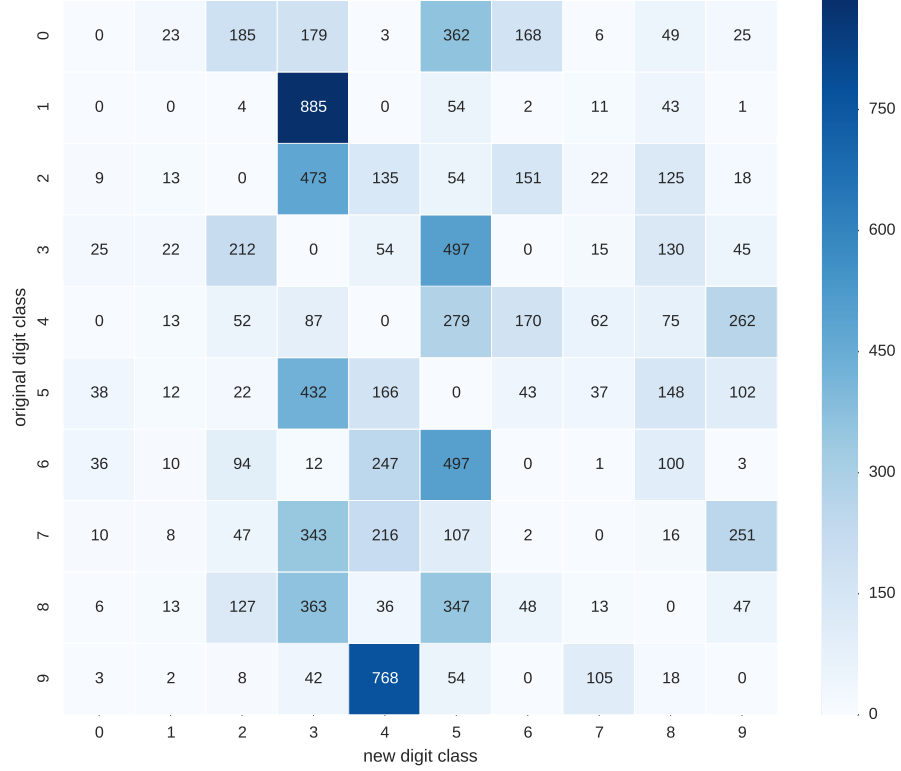 0 0 23 185 179 3 362 168 6 49 25
1 0 0 4 885 0 54 2 11 43 1
2 9 13 0 473 135 54 151 22 125 18
3 25 22 212 0 54 497 0 15 130 45
4 0 13 52 87 0 279 170 62 75 262
5 38 12 22 432 166 0 43 37 148 102
6 36 10 94 12 247 497 0 1 100 3
7 10 8 47 343 216 107 2 0 16 251
8 6 13 127 363 36 347 48 13 0 47
9 3 2 8 42 768 54 0 105 18 0
0 1 2 3 4 5 6 7 8 9
new digit class
original digit class
750
600
450
300
150
0